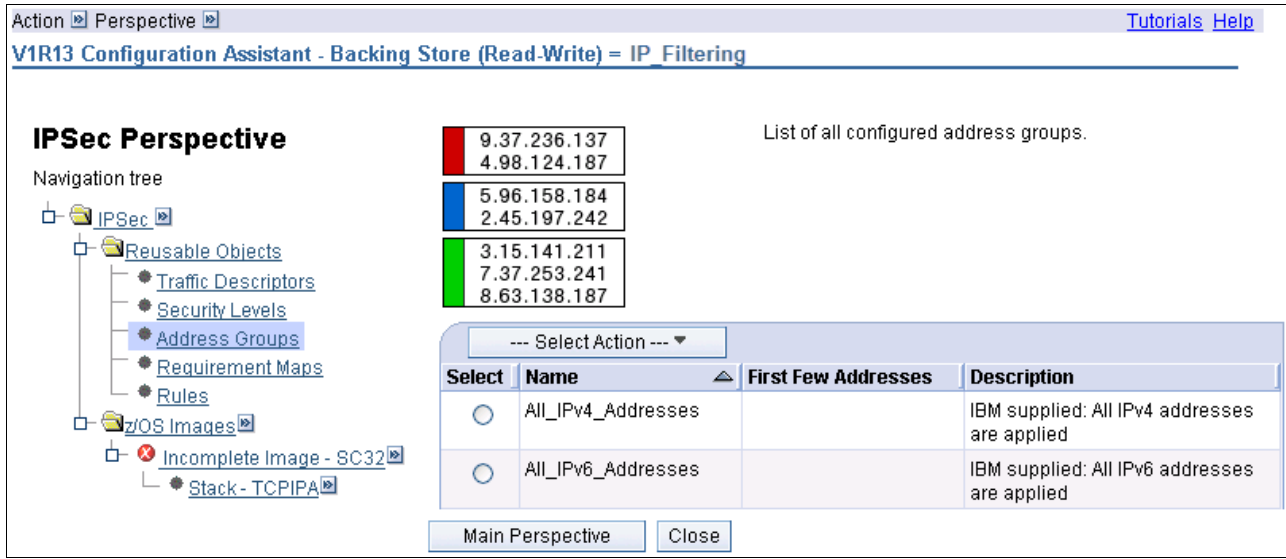 Action Perspective Tutorials Help
V1R13 Configuration Assistant - Backing Store (Read-Write) = IP_Filtering
IPSec Perspective
Navigation tree
IPSec
Reusable Objects
Traffic Descriptors
Security Levels
Address Groups
Requirement Maps
Rules
z/OS Images
Incomplete Image - SC32
Stack - TCPIPA
9.37.236.137
4.98.124.187
5.96.158.184
2.45.197.242
3.15.141.211
7.37.253.241
8.63.138.187
List of all configured address groups.
--- Select Action ---
Select Name First Few Addresses Description
All_IPv4_Addresses IBM supplied: All IPv4 addresses
are applied
All_IPv6_Addresses IBM supplied: All IPv6 addresses
are applied
Main Perspective Close